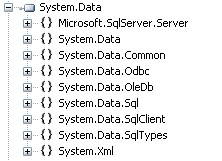 System.Data
{} Microsoft.SqlServer.Server
{} System.Data
{} System.Data.Common
{} System.Data.Odbc
{} System.Data.OleDb
{} System.Data.Sql
{} System.Data.SqlClient
{} System.Data.SqlTypes
{} System.Xml